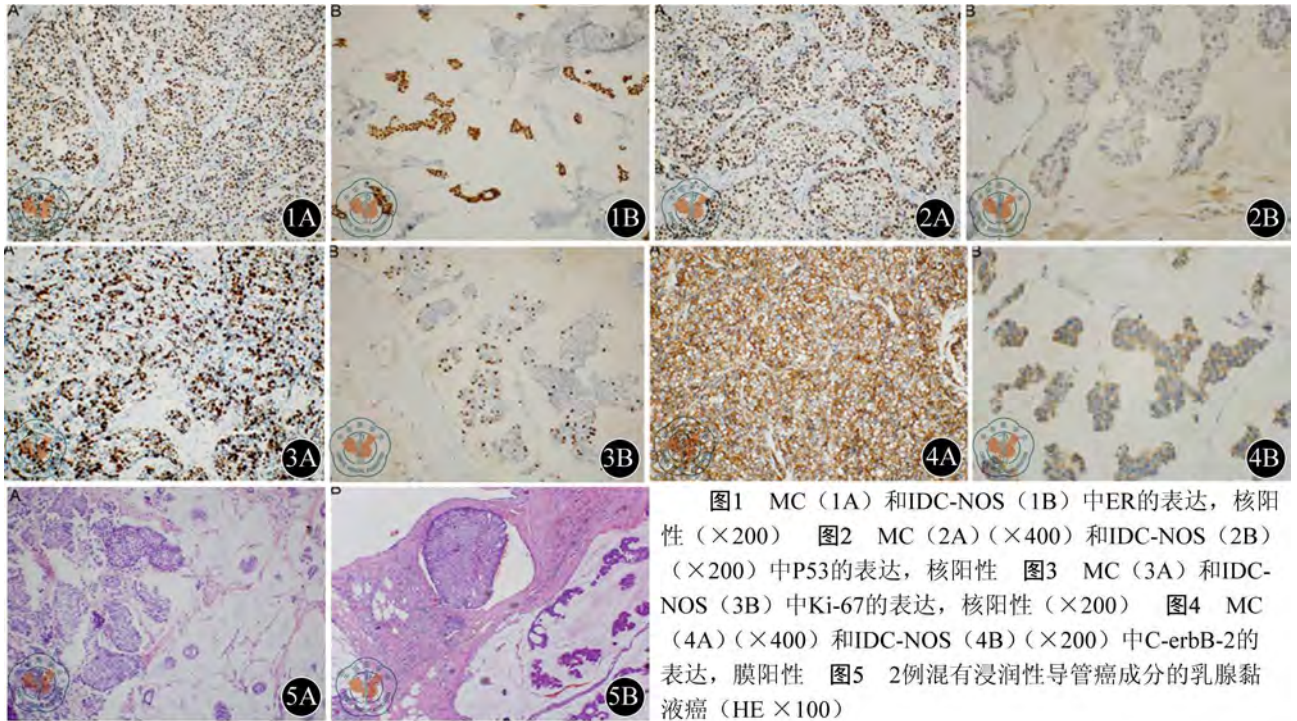 A
B
A
B
1A
1B
2A
2B
A
B
A
B
3A
3B
4A
4B
A
B
5A
5B
图1 MC（1A）和IDC-NOS（1B）中ER的表达，核阳
性（×200） 图2 MC（2A）（×400）和IDC-NOS（2B）
（×200）中P53的表达，核阳性 图3 MC（3A）和IDC-
NOS（3B）中Ki-67的表达，核阳性（×200） 图4 MC
（4A）（×400）和IDC-NOS（4B）（×200）中C-erbB-2的
表达，膜阳性 图5 2例混有浸润性导管癌成分的乳腺黏
液癌（HE ×100）